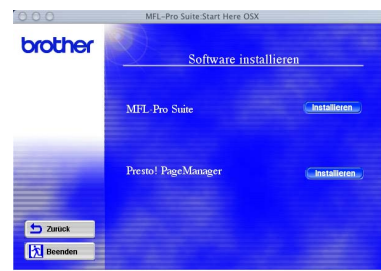 MFL-Pro Suite:Start Here OSX
brother
Software installieren
MFL-Pro Suite
Installieren
Presto! PageManager
Installieren
Zurück
Beenden